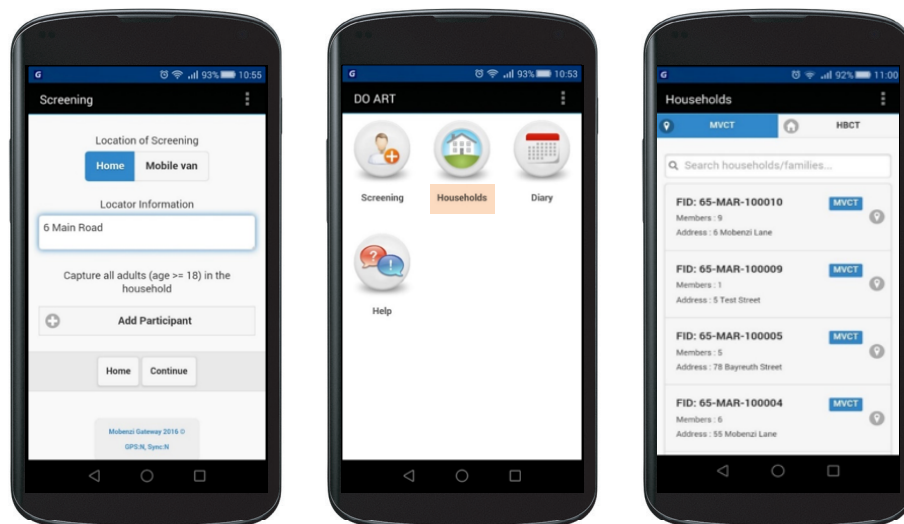 G
93% 10:55
Screening
Location of Screening
Home Mobile van
Locator Information
6 Main Road
Capture all adults (age >= 18) in the
household
Add Participant
Home Continue
Mobenzi Gateway 2016 ©
GPS:N, Sync:N
G
93% 10:53
DO ART
Screening Households Diary
Help
G
92% 11:00
Households
MVCT HBCT
Search households/families...
FID: 65-MAR-100010 MVCT
Members : 9
Address : 6 Mobenzi Lane
FID: 65-MAR-100009 MVCT
Members : 1
Address : 5 Test Street
FID: 65-MAR-100005 MVCT
Members : 5
Address : 78 Bayreuth Street
FID: 65-MAR-100004 MVCT
Members : 6
Address : 55 Mobenzi Lane